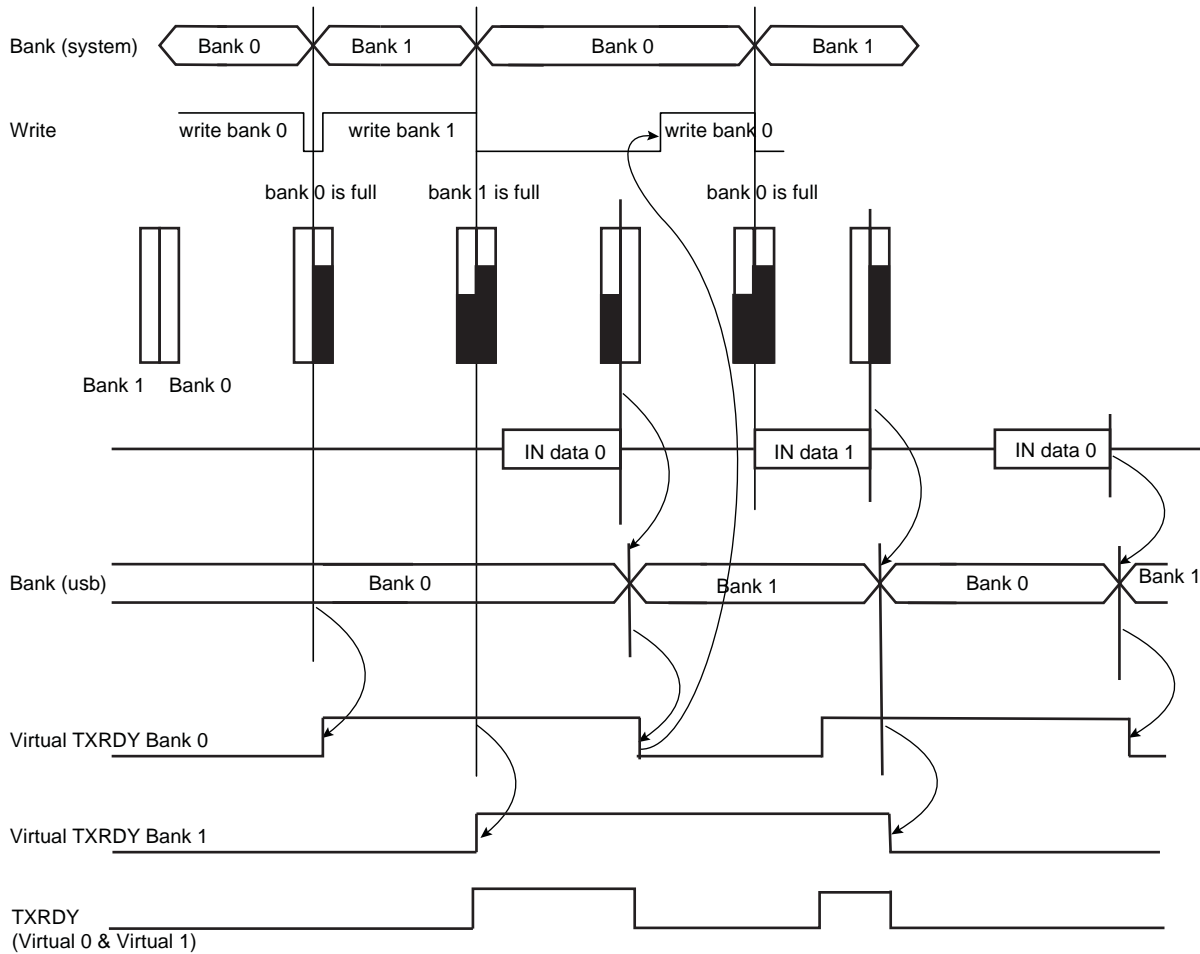 Bank (system)
Bank 0
Bank 1
Bank 0
Bank 1
Write
write bank 0
write bank 1
write bank 0
bank 0 is full
bank 1 is full
bank 0 is full
Bank 1
Bank 0
IN data 0
IN data 1
IN data 0
Bank (usb)
Bank 0
Bank 1
Bank 0
Bank 1
Virtual TXRDY Bank 0
Virtual TXRDY Bank 1
TXRDY
(Virtual 0 & Virtual 1)